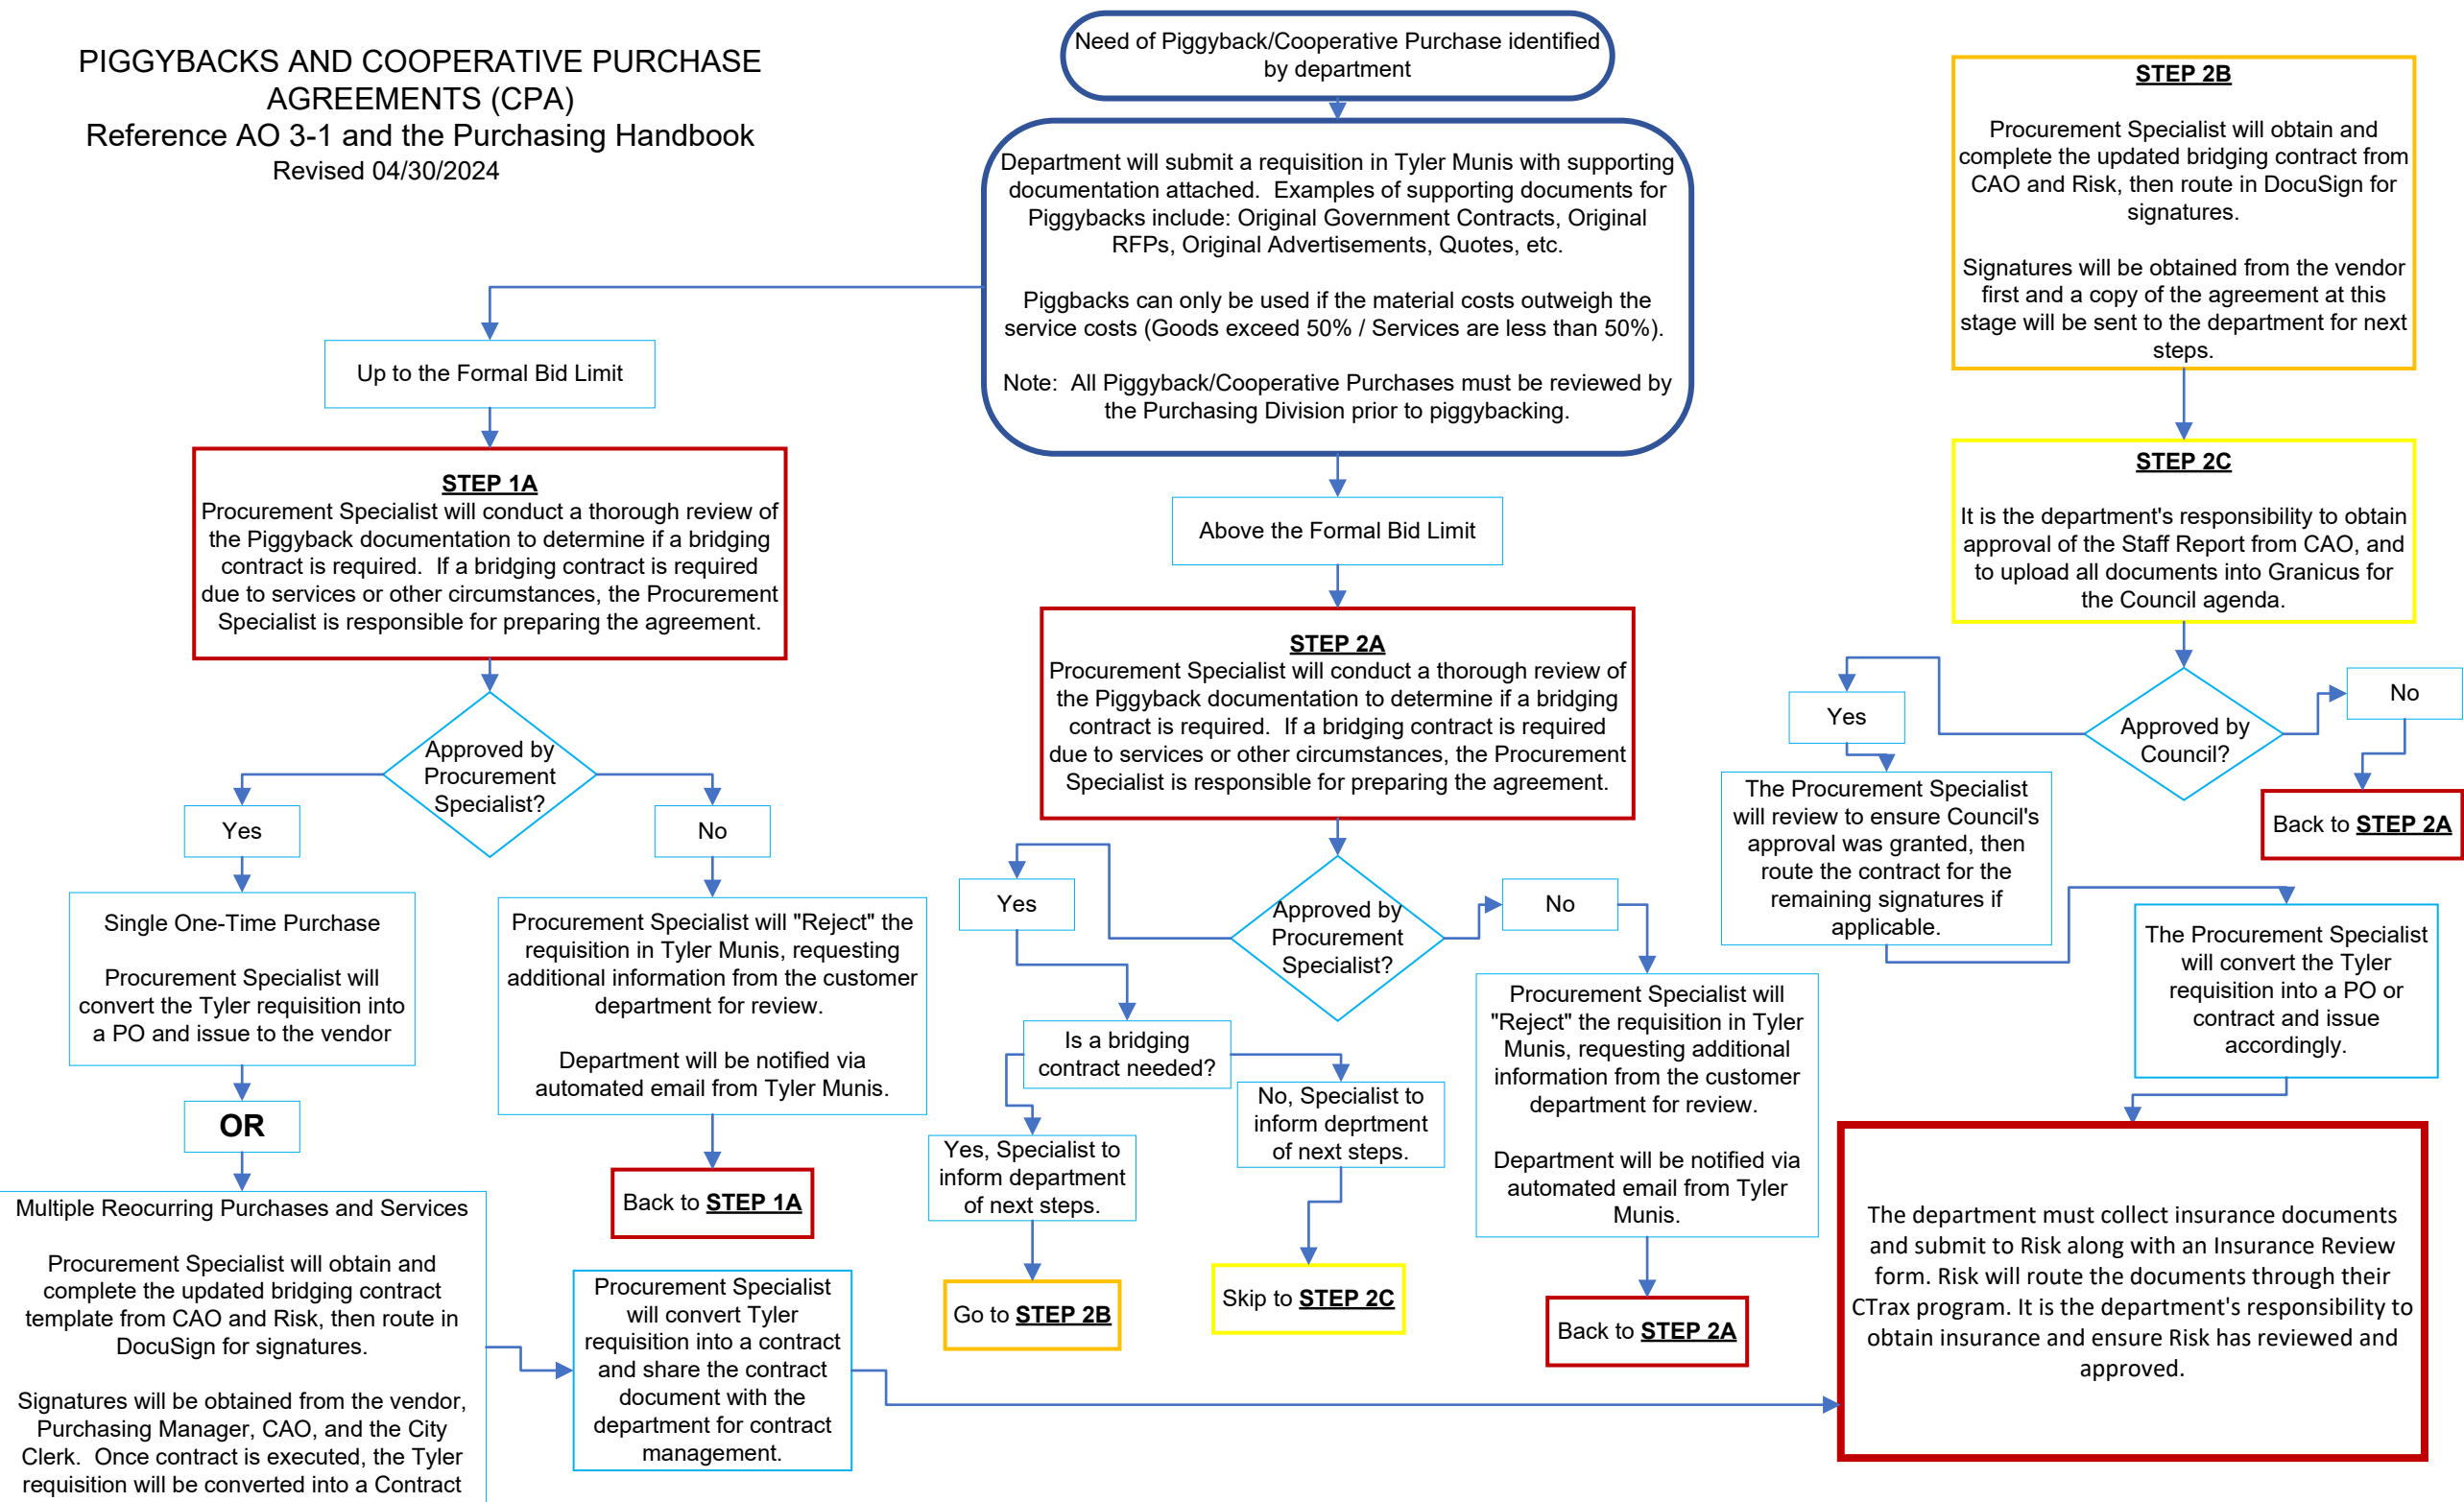 PIGGYBACKS AND COOPERATIVE PURCHASE
AGREEMENTS (CPA)
Reference AO 3-1 and the Purchasing Handbook
Revised 04/30/2024
Need of Piggyback/Cooperative Purchase identified
by department
Department will submit a requisition in Tyler Munis with supporting
documentation attached.  Examples of supporting documents for
Piggybacks include: Original Government Contracts, Original
RFPs, Original Advertisements, Quotes, etc.
Piggbacks can only be used if the material costs outweigh the
service costs (Goods exceed 50% / Services are less than 50%).
Note:  All Piggyback/Cooperative Purchases must be reviewed by
the Purchasing Division prior to piggybacking.
Up to the Formal Bid Limit
STEP 1A
Procurement Specialist will conduct a thorough review of
the Piggyback documentation to determine if a bridging
contract is required.  If a bridging contract is required
due to services or other circumstances, the Procurement
Specialist is responsible for preparing the agreement.
Approved by
Procurement
Specialist?
Yes
No
Single One-Time Purchase
Procurement Specialist will
convert the Tyler requisition into
a PO and issue to the vendor
OR
Multiple Reocurring Purchases and Services
Procurement Specialist will obtain and
complete the updated bridging contract
template from CAO and Risk, then route in
DocuSign for signatures.
Signatures will be obtained from the vendor,
Purchasing Manager, CAO, and the City
Clerk.  Once contract is executed, the Tyler
requisition will be converted into a Contract
Procurement Specialist will "Reject" the
requisition in Tyler Munis, requesting
additional information from the customer
department for review.
Department will be notified via
automated email from Tyler Munis.
Back to STEP 1A
Procurement Specialist
will convert Tyler
requisition into a contract
and share the contract
document with the
department for contract
management.
Above the Formal Bid Limit
STEP 2A
Procurement Specialist will conduct a thorough review of
the Piggyback documentation to determine if a bridging
contract is required.  If a bridging contract is required
due to services or other circumstances, the Procurement
Specialist is responsible for preparing the agreement.
Approved by
Procurement
Specialist?
Yes
No
Is a bridging
contract needed?
Yes, Specialist to
inform department
of next steps.
Go to STEP 2B
No, Specialist to
inform deprtment
of next steps.
Skip to STEP 2C
Procurement Specialist will
"Reject" the requisition in Tyler
Munis, requesting additional
information from the customer
department for review.
Department will be notified via
automated email from Tyler
Munis.
Back to STEP 2A
STEP 2B
Procurement Specialist will obtain and
complete the updated bridging contract from
CAO and Risk, then route in DocuSign for
signatures.
Signatures will be obtained from the vendor
first and a copy of the agreement at this
stage will be sent to the department for next
steps.
STEP 2C
It is the department's responsibility to obtain
approval of the Staff Report from CAO, and
to upload all documents into Granicus for
the Council agenda.
Approved by
Council?
Yes
No
Back to STEP 2A
The Procurement Specialist
will review to ensure Council's
approval was granted, then
route the contract for the
remaining signatures if
applicable.
The Procurement Specialist
will convert the Tyler
requisition into a PO or
contract and issue
accordingly.
The department must collect insurance documents
and submit to Risk along with an Insurance Review
form. Risk will route the documents through their
CTrax program. It is the department's responsibility to
obtain insurance and ensure Risk has reviewed and
approved.